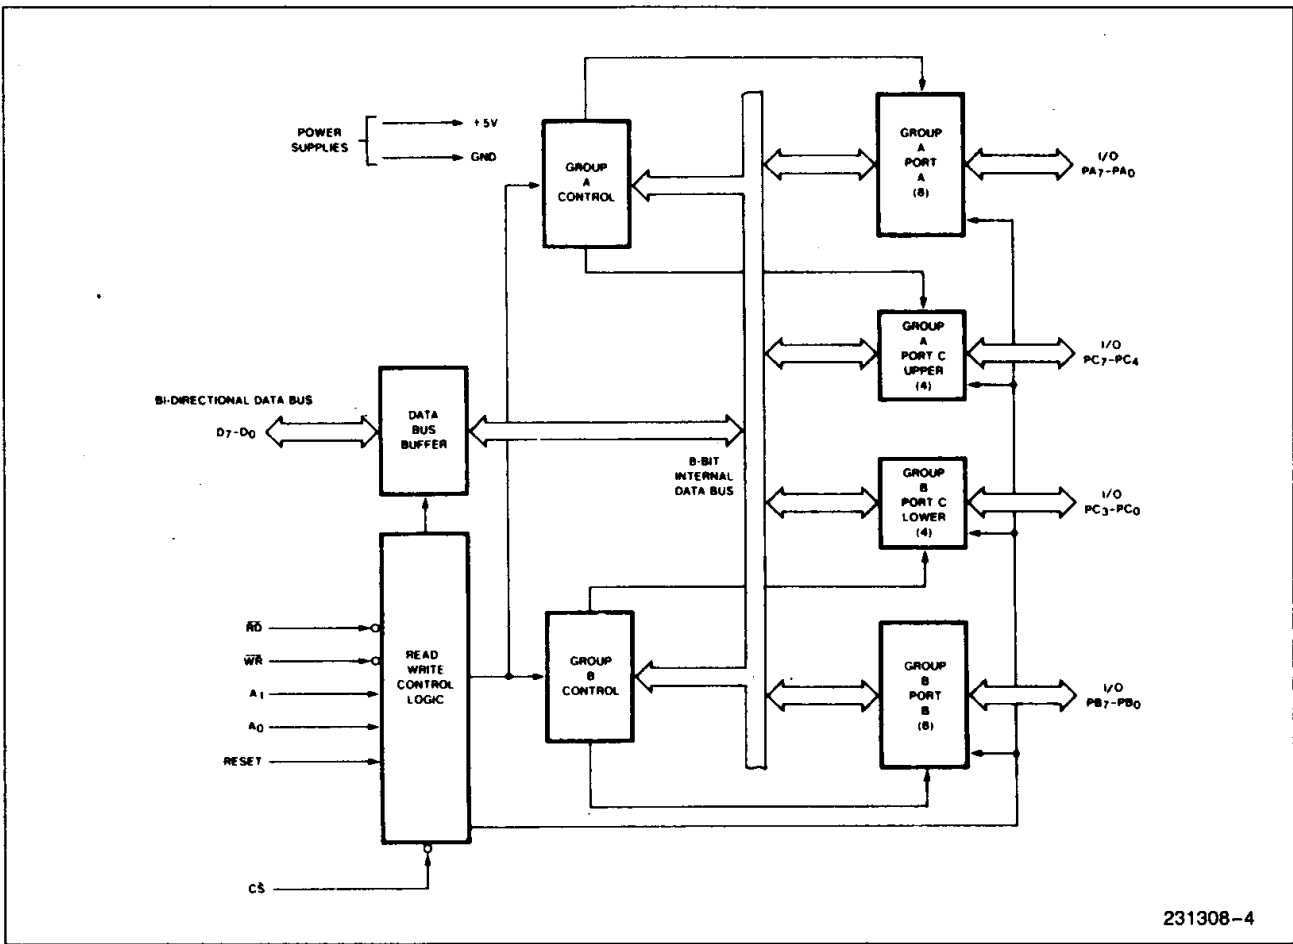 POWER
SUPPLIES
+5V
GND
GROUP
A
CONTROL
GROUP
A
PORT
A
(8)
I/O
PA7-PA0
GROUP
A
PORT C
UPPER
(4)
I/O
PC7-PC4
BI-DIRECTIONAL DATA BUS
D7-D0
DATA
BUS
BUFFER
8-BIT
INTERNAL
DATA BUS
GROUP
B
PORT C
LOWER
(4)
I/O
PC3-PC0
RD
WR
A1
A0
RESET
READ
WRITE
CONTROL
LOGIC
GROUP
B
CONTROL
GROUP
B
PORT
B
(8)
I/O
PB7-PB0
CS
231308-4